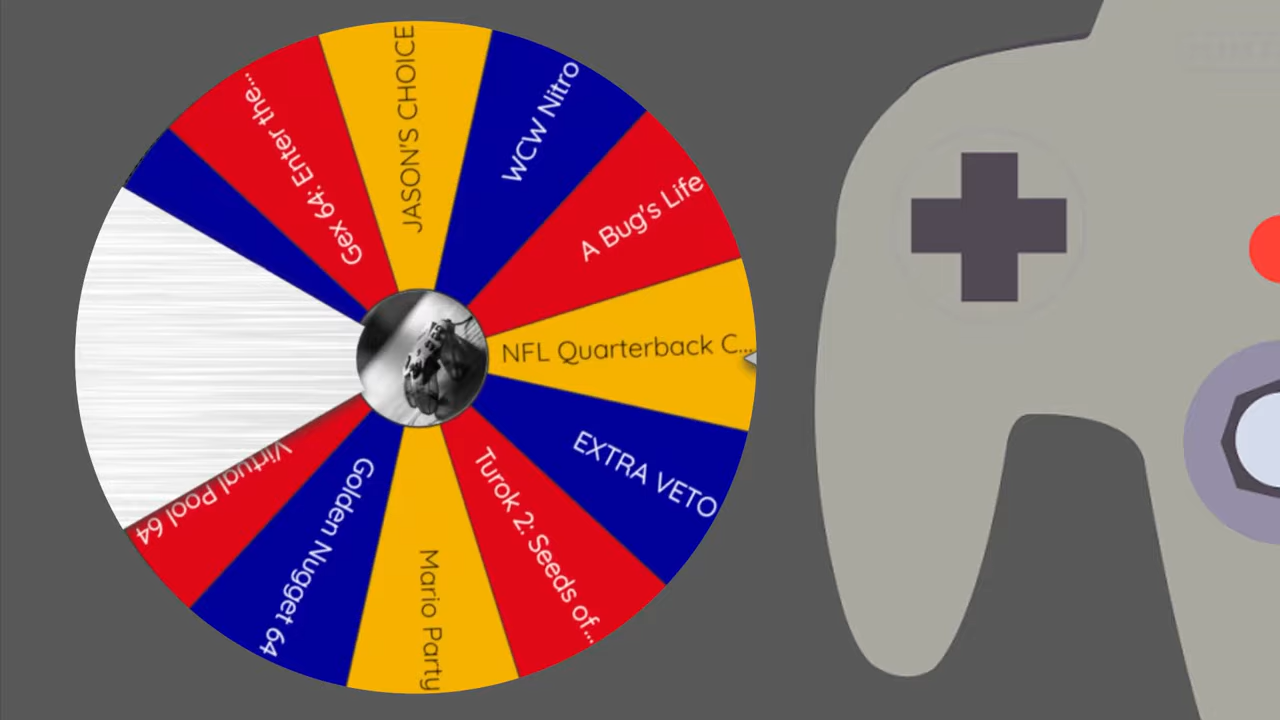 JASON'S CHOICE
WCW Nitro
A Bug's Life
NFL Quarterback C...
EXTRA VETO
Turok 2: Seeds of...
Mario Party
Golden Nugget 64
Virtual Pool 64
Gex 64: Enter the...